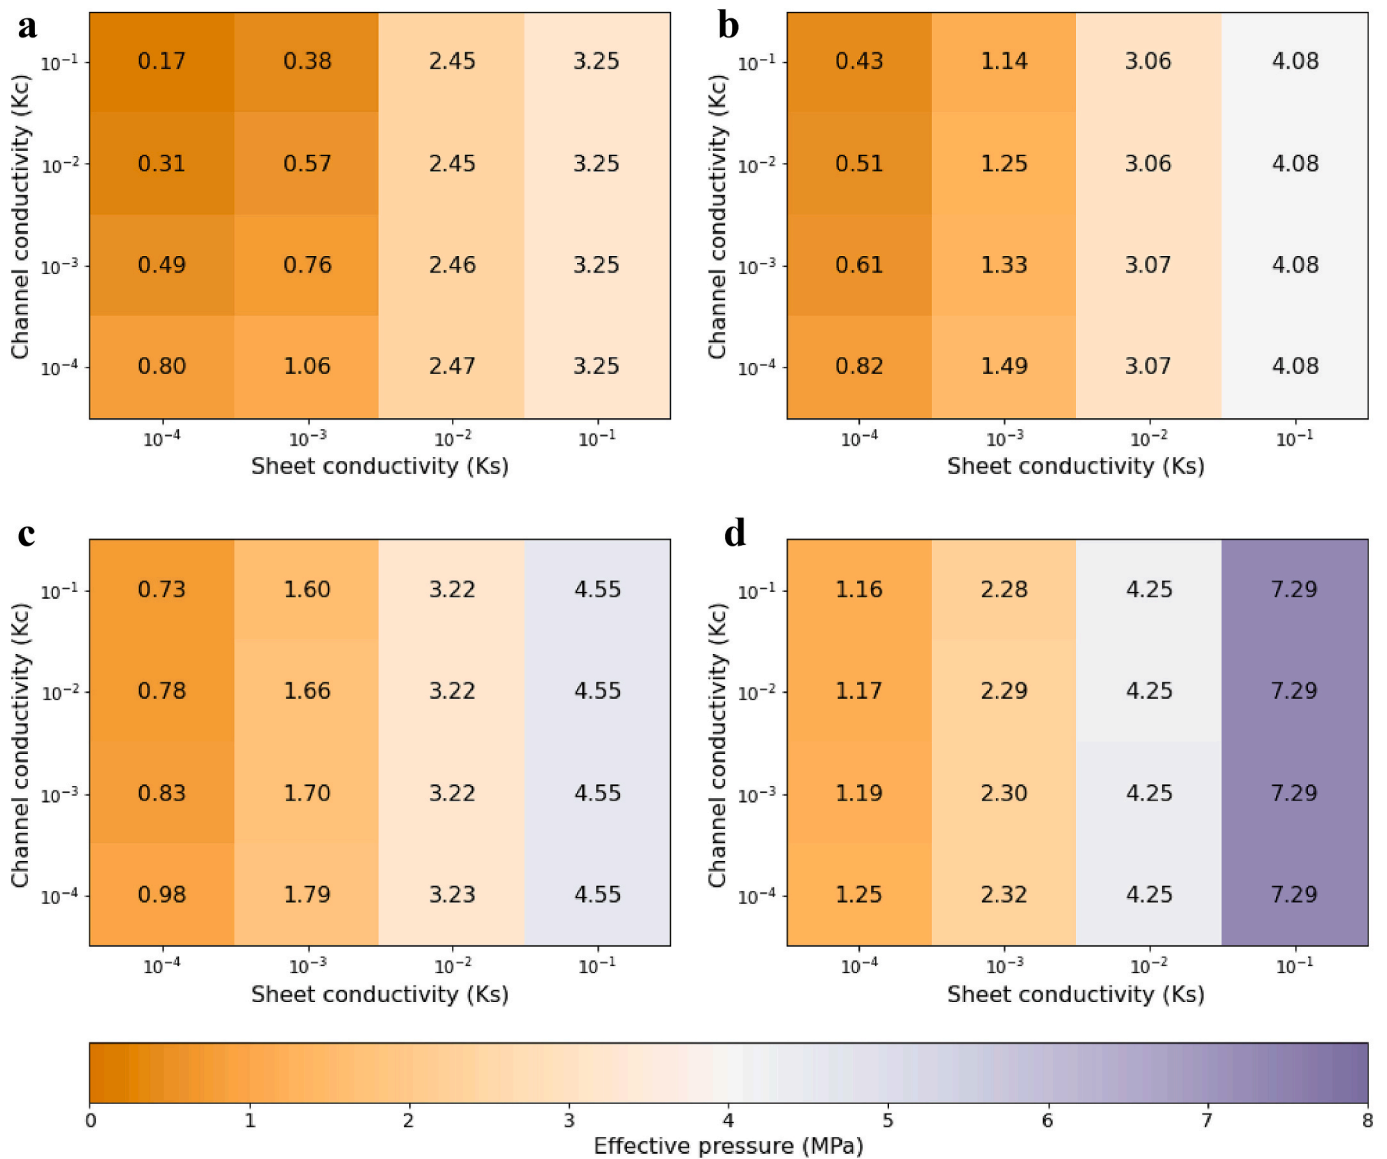 a
Channel conductivity (Kc)
10⁻¹ 0.17 0.38 2.45 3.25
10⁻² 0.31 0.57 2.45 3.25
10⁻³ 0.49 0.76 2.46 3.25
10⁻⁴ 0.80 1.06 2.47 3.25
10⁻⁴ 10⁻³ 10⁻² 10⁻¹
Sheet conductivity (Ks)
b
Channel conductivity (Kc)
10⁻¹ 0.43 1.14 3.06 4.08
10⁻² 0.51 1.25 3.06 4.08
10⁻³ 0.61 1.33 3.07 4.08
10⁻⁴ 0.82 1.49 3.07 4.08
10⁻⁴ 10⁻³ 10⁻² 10⁻¹
Sheet conductivity (Ks)
c
Channel conductivity (Kc)
10⁻¹ 0.73 1.60 3.22 4.55
10⁻² 0.78 1.66 3.22 4.55
10⁻³ 0.83 1.70 3.22 4.55
10⁻⁴ 0.98 1.79 3.23 4.55
10⁻⁴ 10⁻³ 10⁻² 10⁻¹
Sheet conductivity (Ks)
d
Channel conductivity (Kc)
10⁻¹ 1.16 2.28 4.25 7.29
10⁻² 1.17 2.29 4.25 7.29
10⁻³ 1.19 2.30 4.25 7.29
10⁻⁴ 1.25 2.32 4.25 7.29
10⁻⁴ 10⁻³ 10⁻² 10⁻¹
Sheet conductivity (Ks)
0 1 2 3 4 5 6 7 8
Effective pressure (MPa)